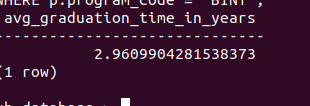 WHERE p.program_code = 'BINT';
avg_graduation_time_in_years
------------------------------
2.9609904281538373
(1 row)